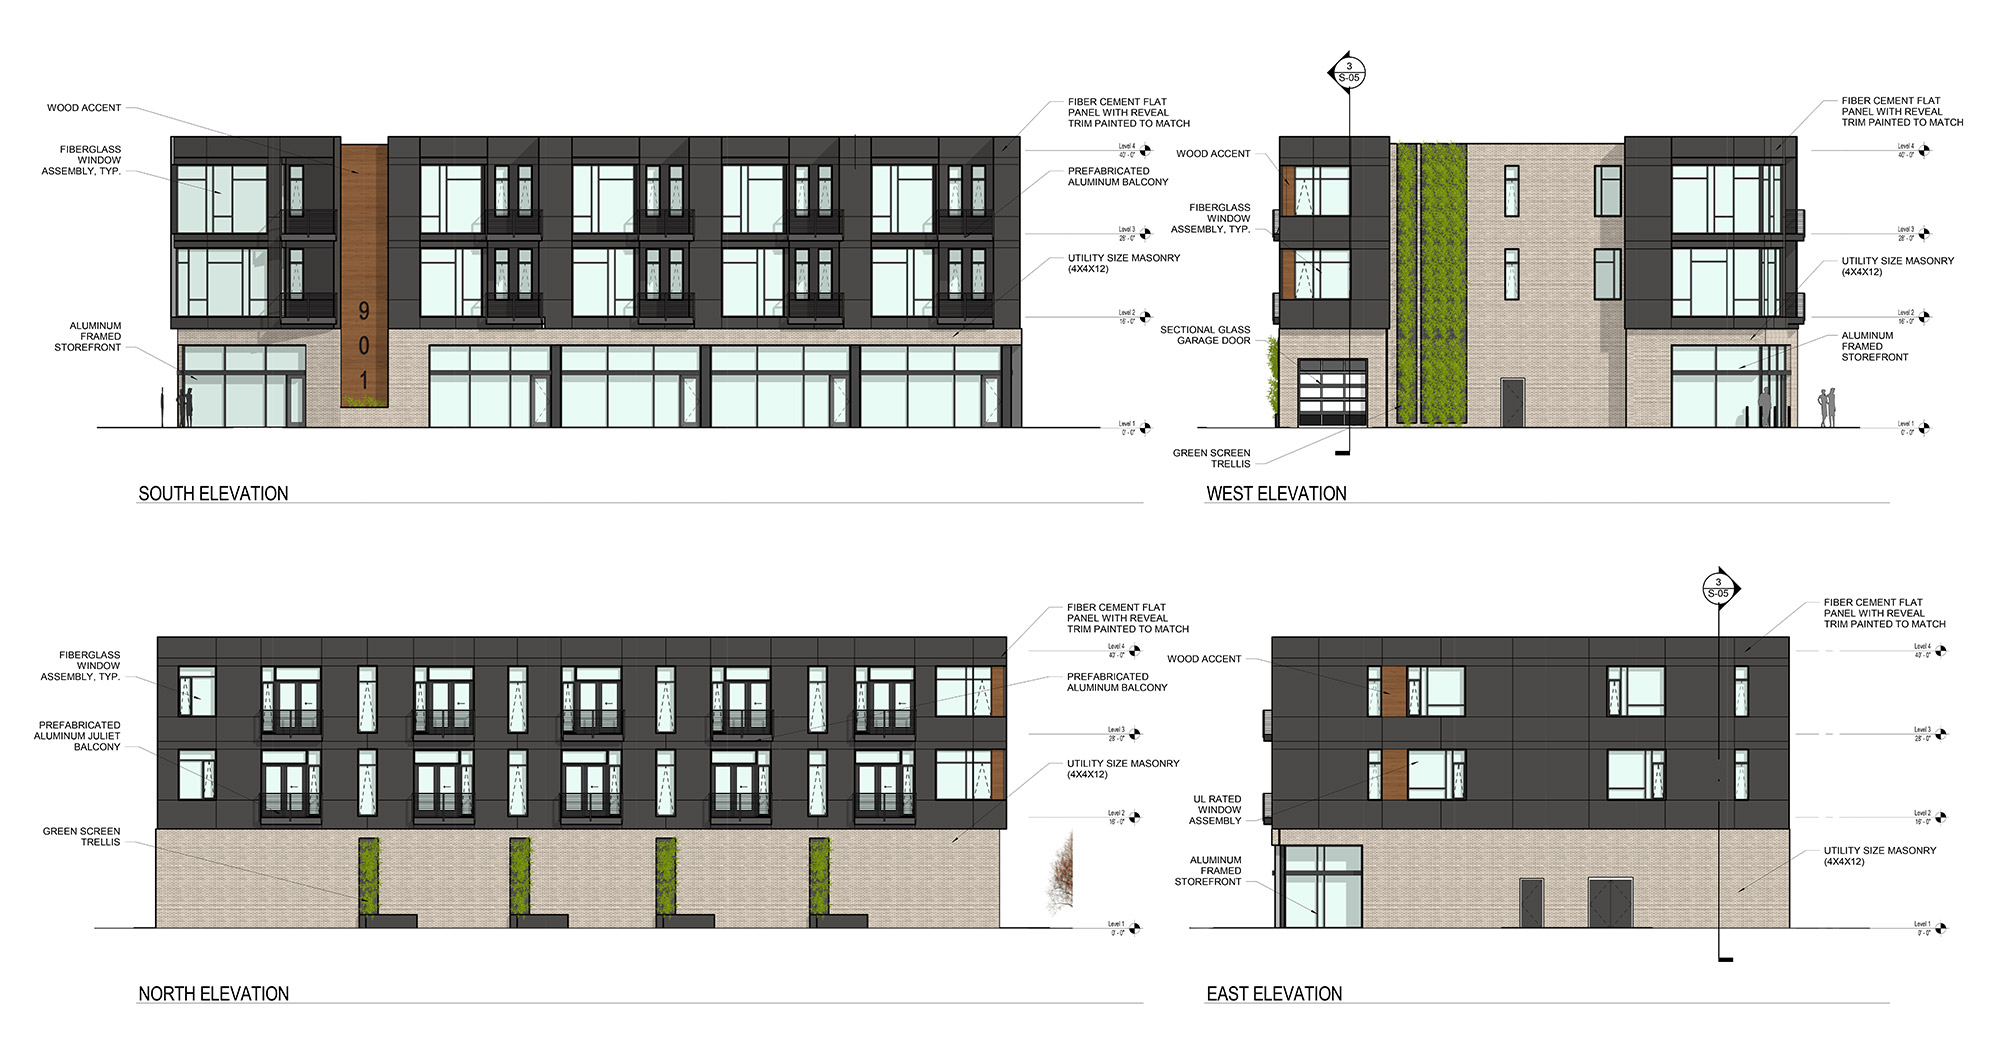 WOOD ACCENT
FIBERGLASS
WINDOW
ASSEMBLY, TYP.
ALUMINUM
FRAMED
STOREFRONT
9
0
1
FIBER CEMENT FLAT
PANEL WITH REVEAL
TRIM PAINTED TO MATCH
Level 4
40' - 0"
PREFABRICATED
ALUMINUM BALCONY
Level 3
28' - 0"
UTILITY SIZE MASONRY
(4X4X12)
Level 2
16' - 0"
Level 1
0' - 0"
SOUTH ELEVATION
3
S-05
WOOD ACCENT
FIBERGLASS
WINDOW
ASSEMBLY, TYP.
SECTIONAL GLASS
GARAGE DOOR
GREEN SCREEN
TRELLIS
FIBER CEMENT FLAT
PANEL WITH REVEAL
TRIM PAINTED TO MATCH
Level 4
40' - 0"
Level 3
28' - 0"
UTILITY SIZE MASONRY
(4X4X12)
Level 2
16' - 0"
ALUMINUM
FRAMED
STOREFRONT
Level 1
0' - 0"
WEST ELEVATION
FIBERGLASS
WINDOW
ASSEMBLY, TYP.
PREFABRICATED
ALUMINUM JULIET
BALCONY
GREEN SCREEN
TRELLIS
FIBER CEMENT FLAT
PANEL WITH REVEAL
TRIM PAINTED TO MATCH
Level 4
40' - 0"
PREFABRICATED
ALUMINUM BALCONY
Level 3
28' - 0"
UTILITY SIZE MASONRY
(4X4X12)
Level 2
16' - 0"
Level 1
0' - 0"
NORTH ELEVATION
3
S-05
WOOD ACCENT
UL RATED
WINDOW
ASSEMBLY
ALUMINUM
FRAMED
STOREFRONT
FIBER CEMENT FLAT
PANEL WITH REVEAL
TRIM PAINTED TO MATCH
Level 4
40' - 0"
Level 3
28' - 0"
Level 2
16' - 0"
UTILITY SIZE MASONRY
(4X4X12)
Level 1
0' - 0"
EAST ELEVATION